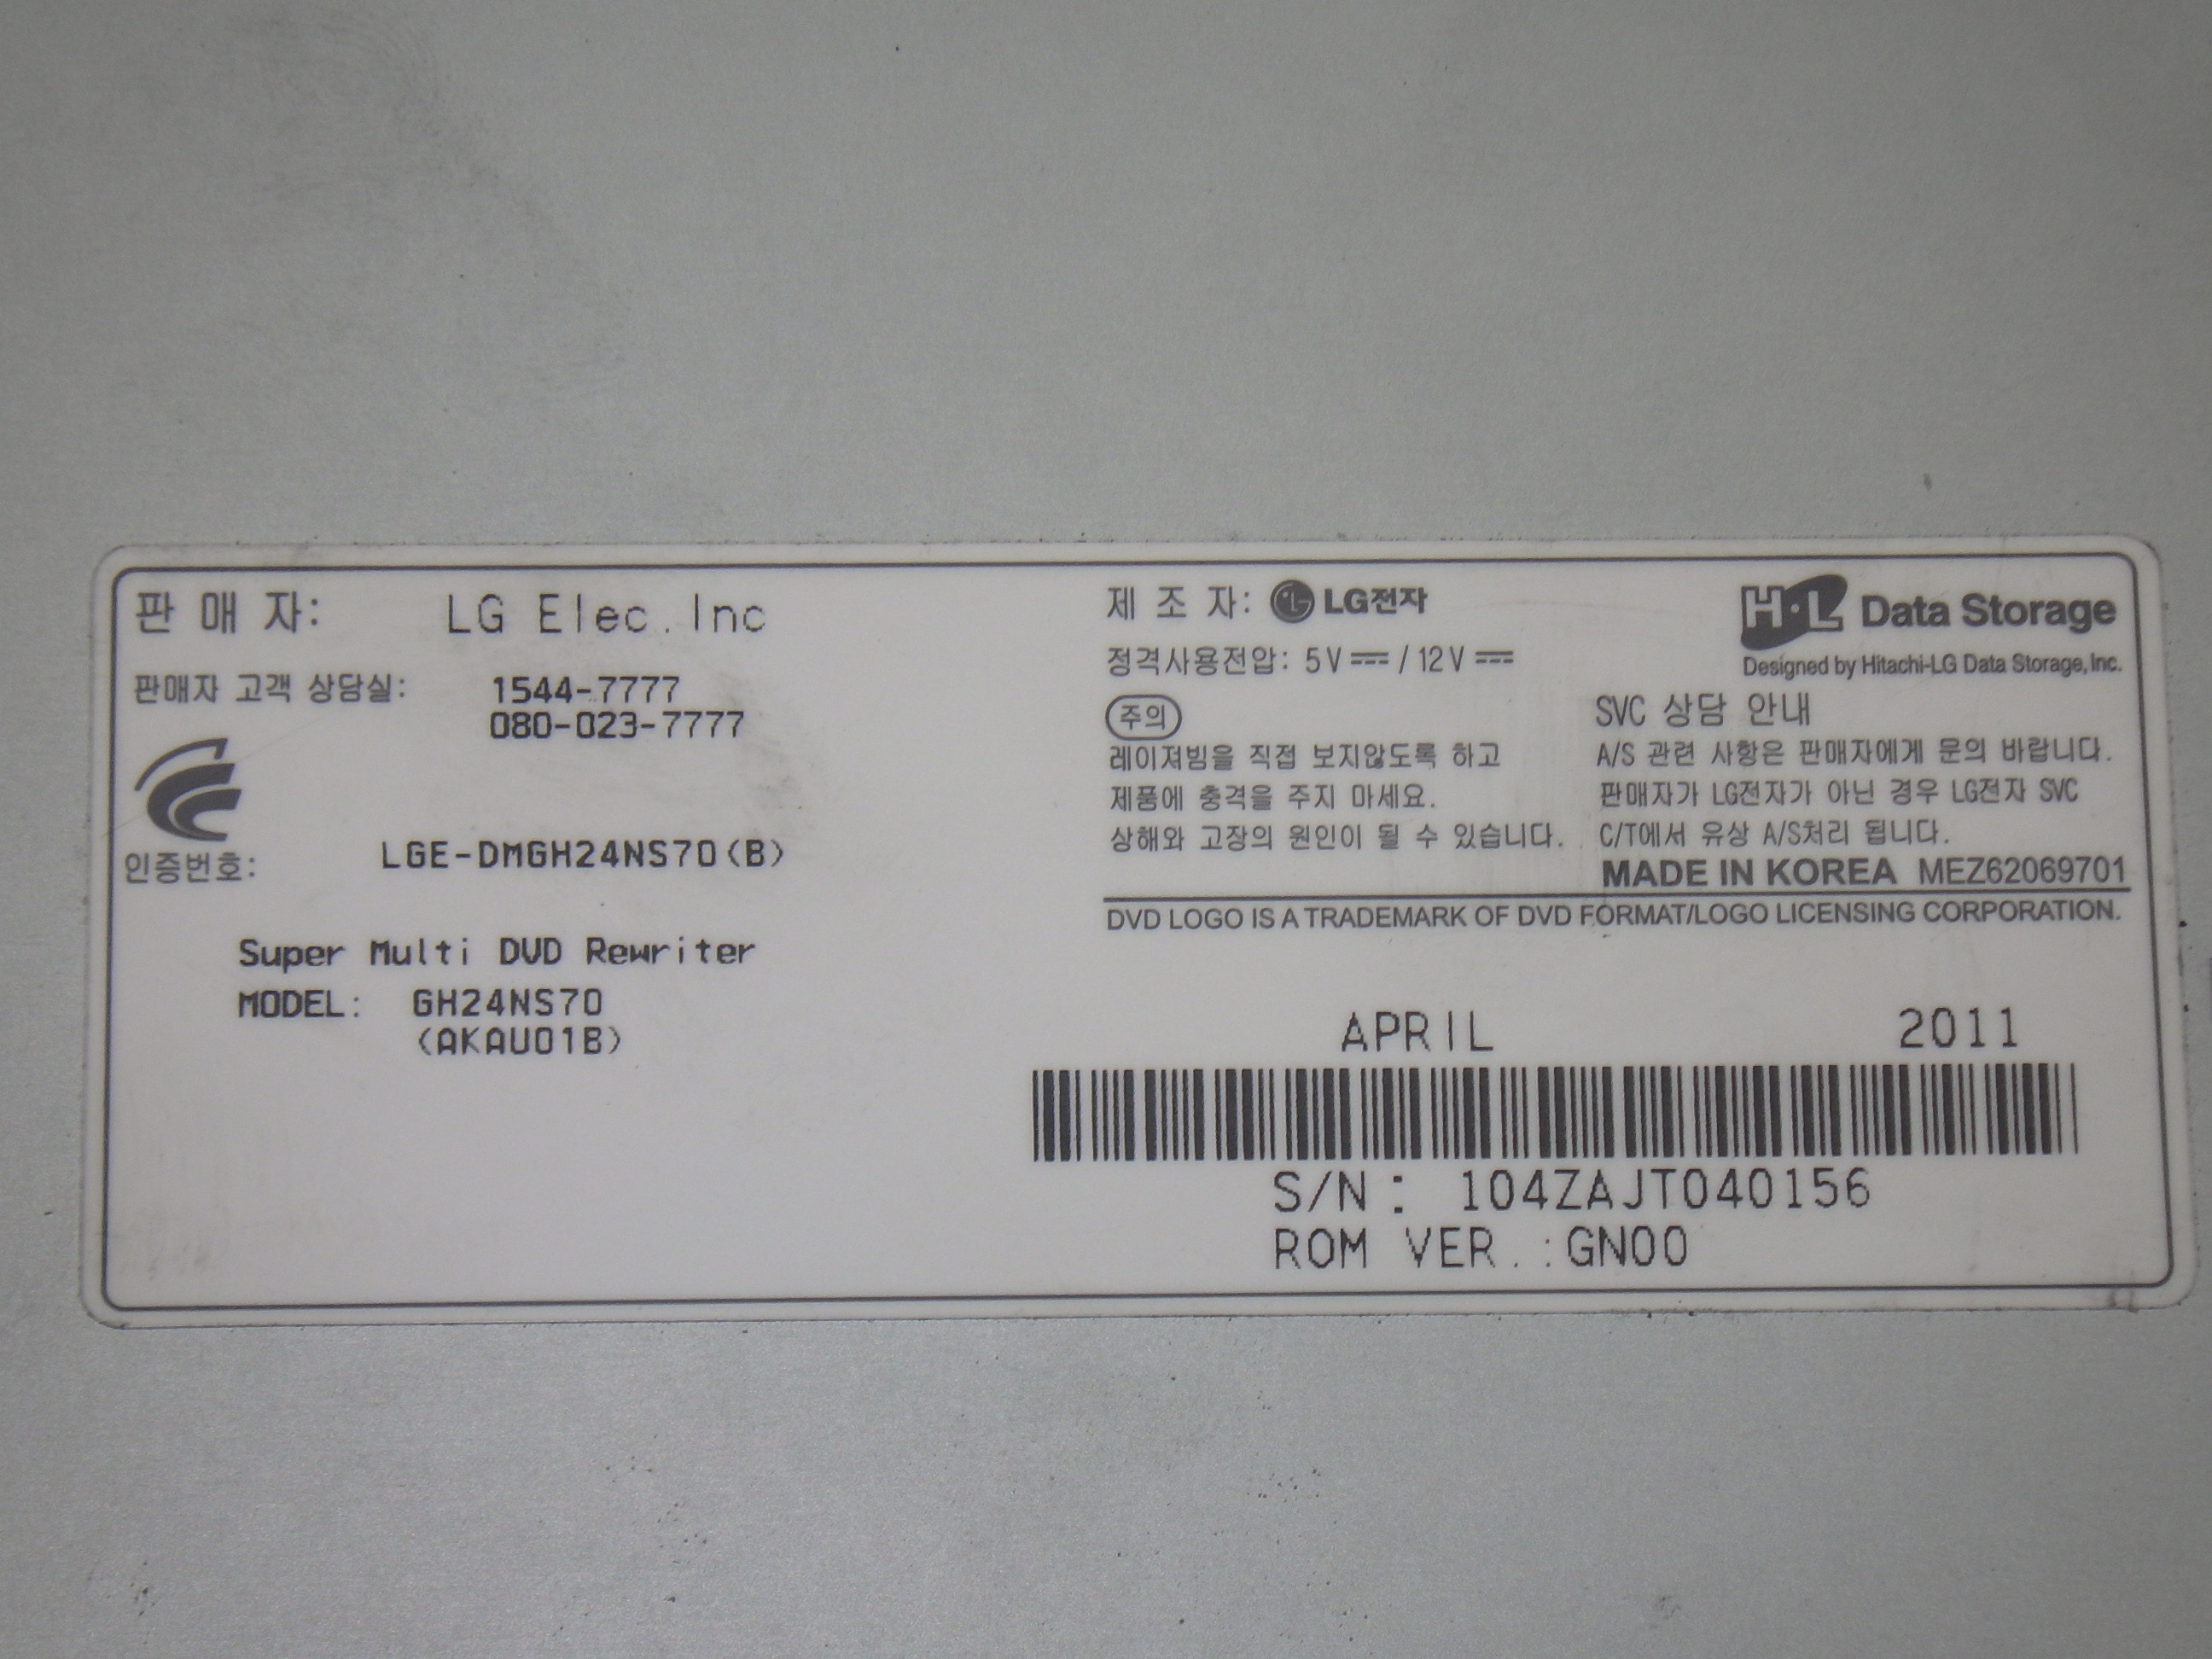 판 매 자: LG Elec. Inc
판매자 고객 상담실: 1544-7777
080-023-7777
인증번호: LGE-DMGH24NS70(B)
Super Multi DVD Rewriter
MODEL: GH24NS70
(AKAU01B)
제 조 자: LG전자
정격사용전압: 5V / 12V
주의
레이져빔을 직접 보지않도록 하고
제품에 충격을 주지 마세요.
상해와 고장의 원인이 될 수 있습니다.
H·L Data Storage
Designed by Hitachi-LG Data Storage, Inc.
SVC 상담 안내
A/S 관련 사항은 판매자에게 문의 바랍니다.
판매자가 LG전자가 아닌 경우 LG전자 SVC
C/T에서 유상 A/S처리 됩니다.
MADE IN KOREA MEZ62069701
DVD LOGO IS A TRADEMARK OF DVD FORMAT/LOGO LICENSING CORPORATION.
APRIL 2011
S/N: 104ZAJT040156
ROM VER.:GN00